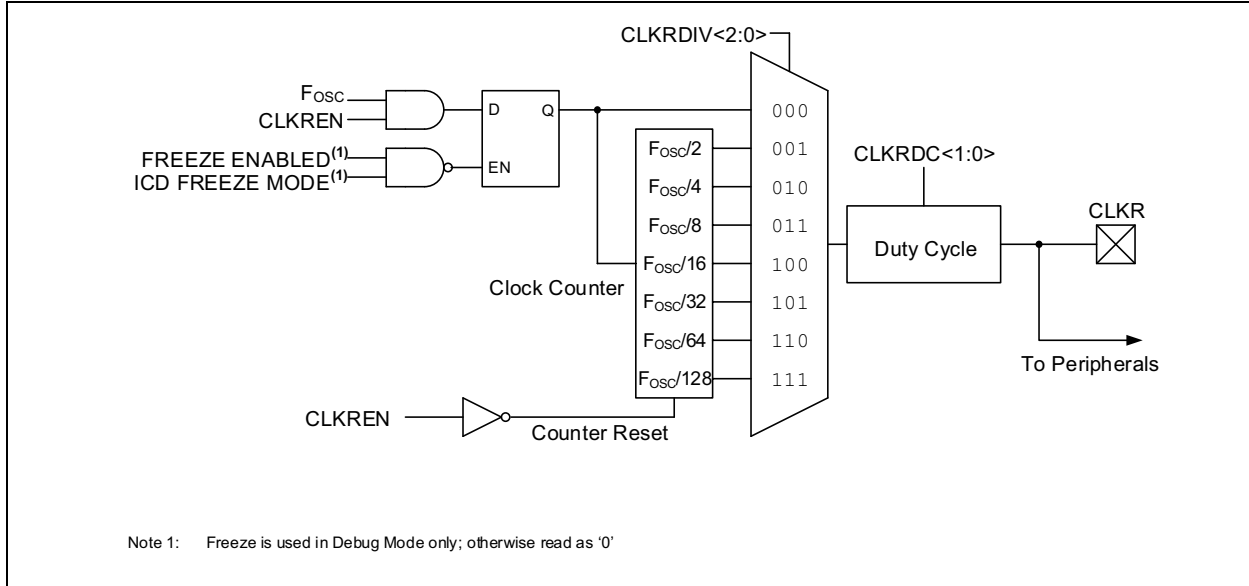 CLKRDIV<2:0>
FOSC
CLKREN
FREEZE ENABLED(1)
ICD FREEZE MODE(1)
D
Q
EN
000
FOSC/2
001
FOSC/4
010
FOSC/8
011
FOSC/16
100
FOSC/32
101
FOSC/64
110
FOSC/128
111
Clock Counter
CLKRDC<1:0>
Duty Cycle
CLKR
To Peripherals
CLKREN
Counter Reset
Note 1: Freeze is used in Debug Mode only; otherwise read as ‘0’